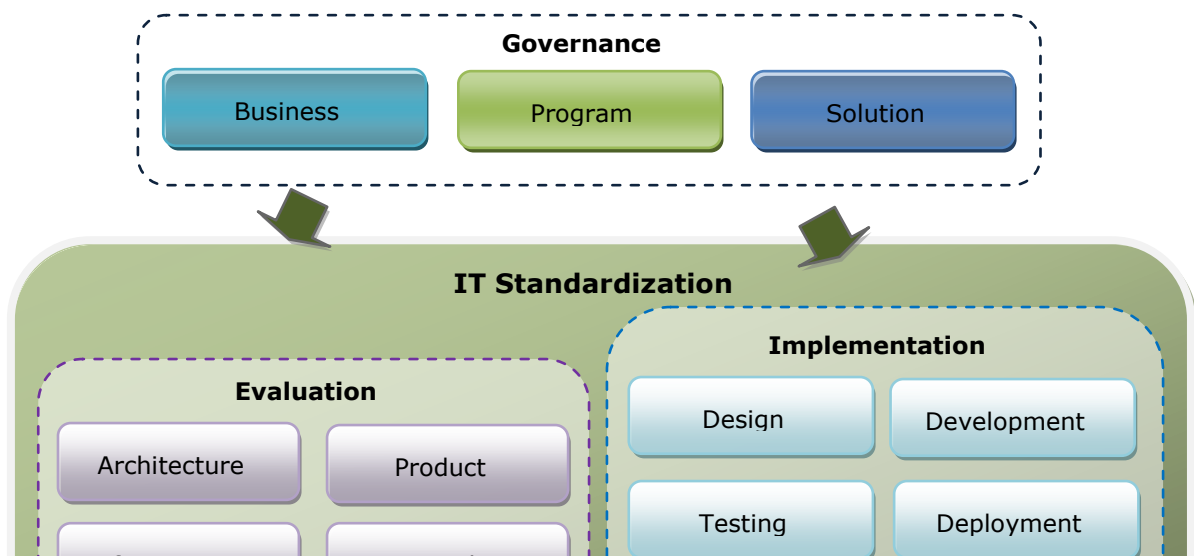 Governance
Business
Program
Solution
IT Standardization
Implementation
Evaluation
Design
Development
Architecture
Product
Testing
Deployment